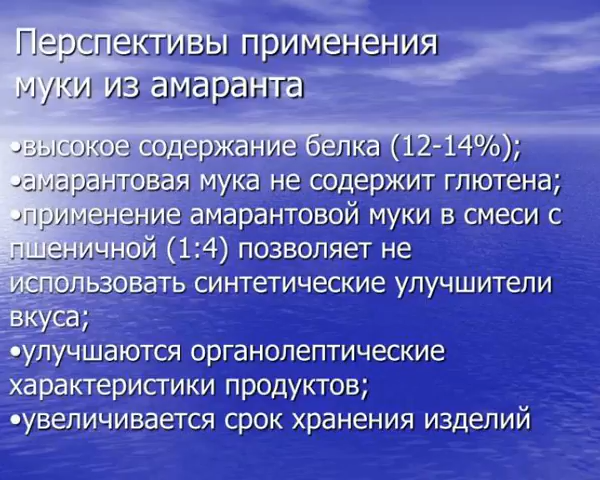 Перспективы применения
муки из амаранта
•высокое содержание белка (12-14%);
•амарантовая мука не содержит глютена;
•применение амарантовой муки в смеси с
пшеничной (1:4) позволяет не
использовать синтетические улучшители
вкуса;
•улучшаются органолептические
характеристики продуктов;
•увеличивается срок хранения изделий